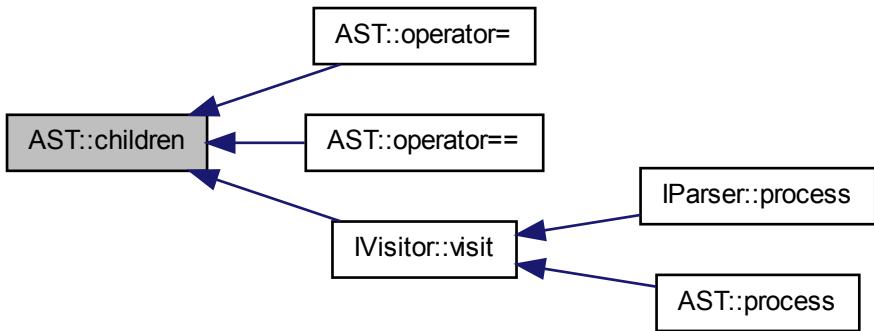 AST::operator=
AST::children
AST::operator==
IParser::process
IVisitor::visit
AST::process